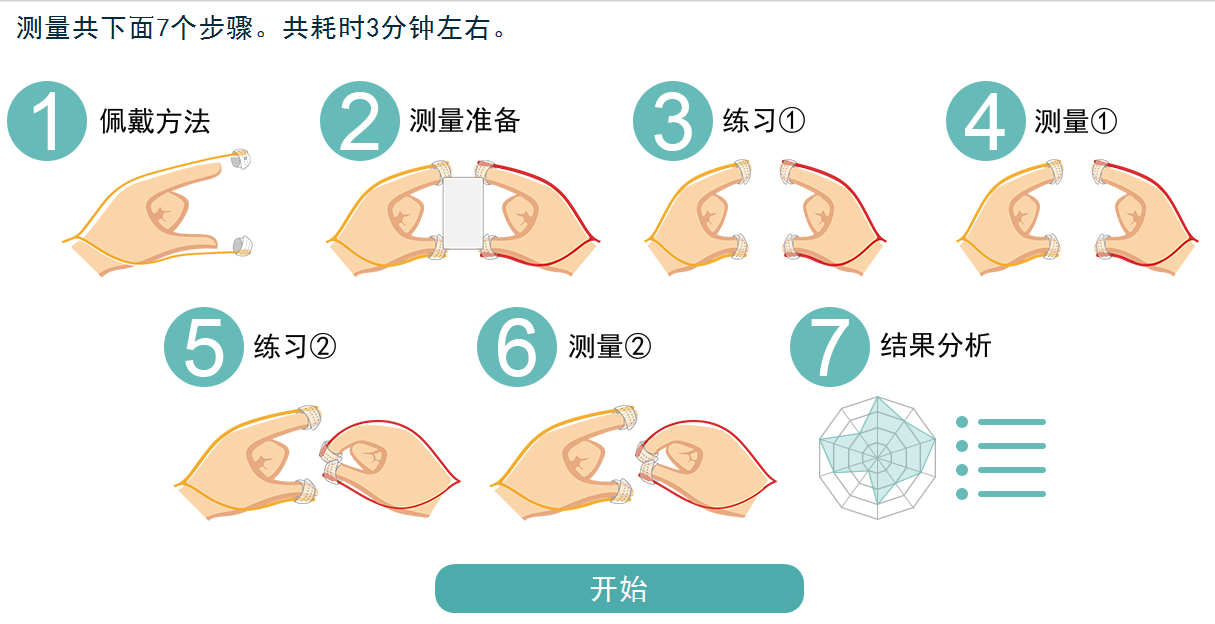 测量共下面7个步骤。共耗时3分钟左右。
1 佩戴方法
2 测量准备
3 练习①
4 测量①
5 练习②
6 测量②
7 结果分析
开始